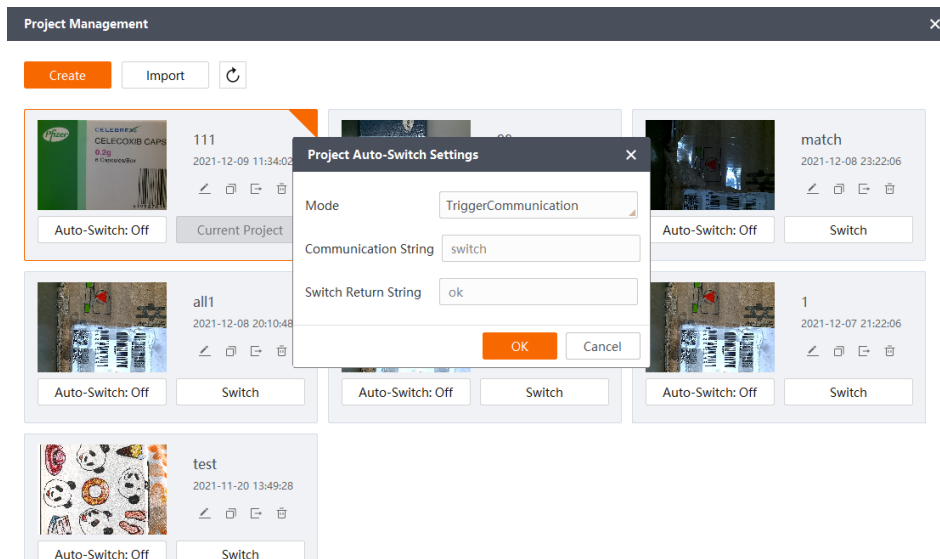 Project Management
Create
Import
Pfizer
CELEBREX
CELECOXIB CAPS
0.2g
6 Capsules/Box
111
2021-12-09 11:34:02
Auto-Switch: Off
Current Project
match
2021-12-08 23:22:06
Auto-Switch: Off
Switch
Project Auto-Switch Settings
Mode
TriggerCommunication
Communication String
switch
Switch Return String
ok
OK
Cancel
all1
2021-12-08 20:10:48
Auto-Switch: Off
Switch
Auto-Switch: Off
Switch
1
2021-12-07 21:22:06
Auto-Switch: Off
Switch
test
2021-11-20 13:49:28
Auto-Switch: Off
Switch